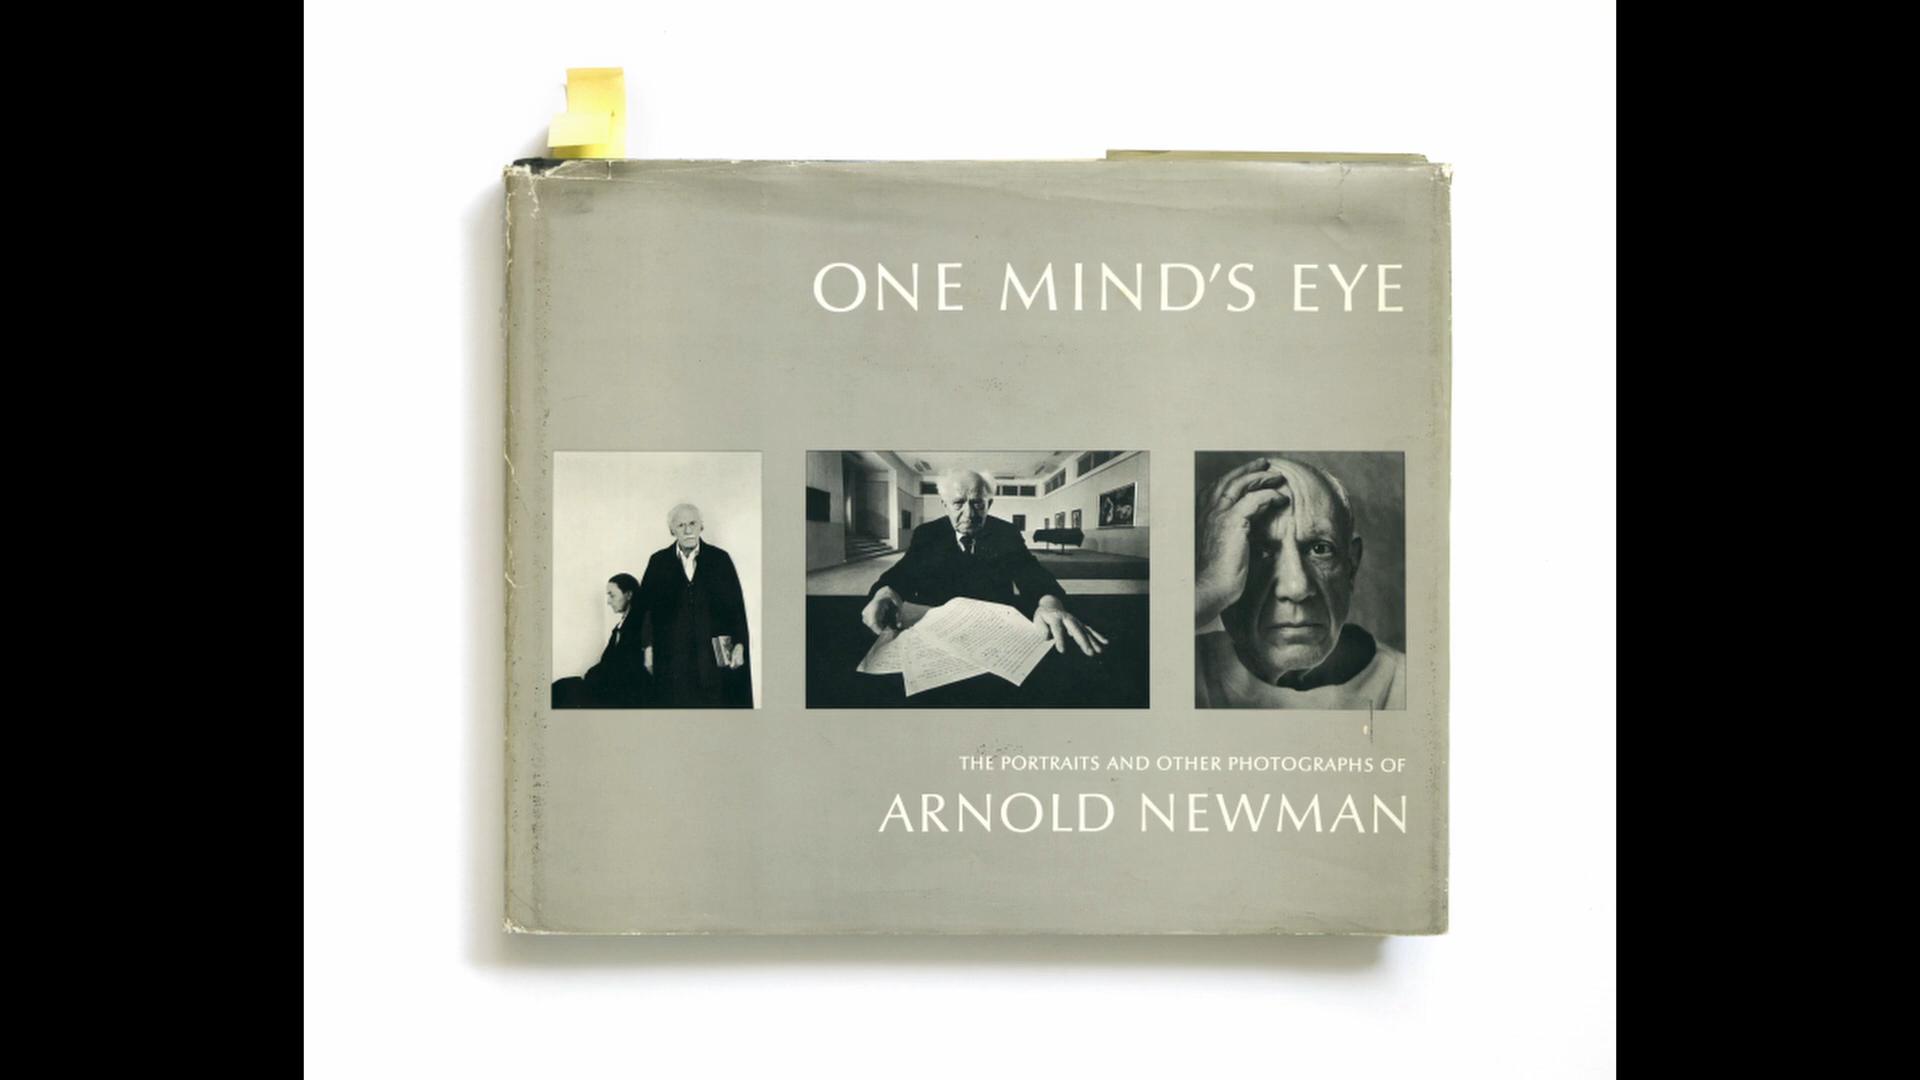 ONE MIND'S EYE
THE PORTRAITS AND OTHER PHOTOGRAPHS OF
ARNOLD NEWMAN